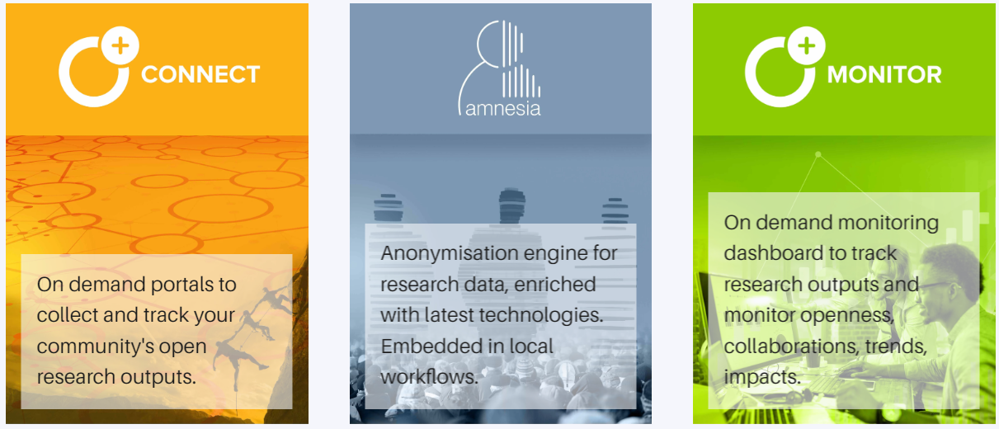 CONNECT
On demand portals to
collect and track your
community's open
research outputs.
amnesia
Anonymisation engine for
research data, enriched
with latest technologies.
Embedded in local
workflows.
MONITOR
On demand monitoring
dashboard to track
research outputs and
monitor openness,
collaborations, trends,
impacts.